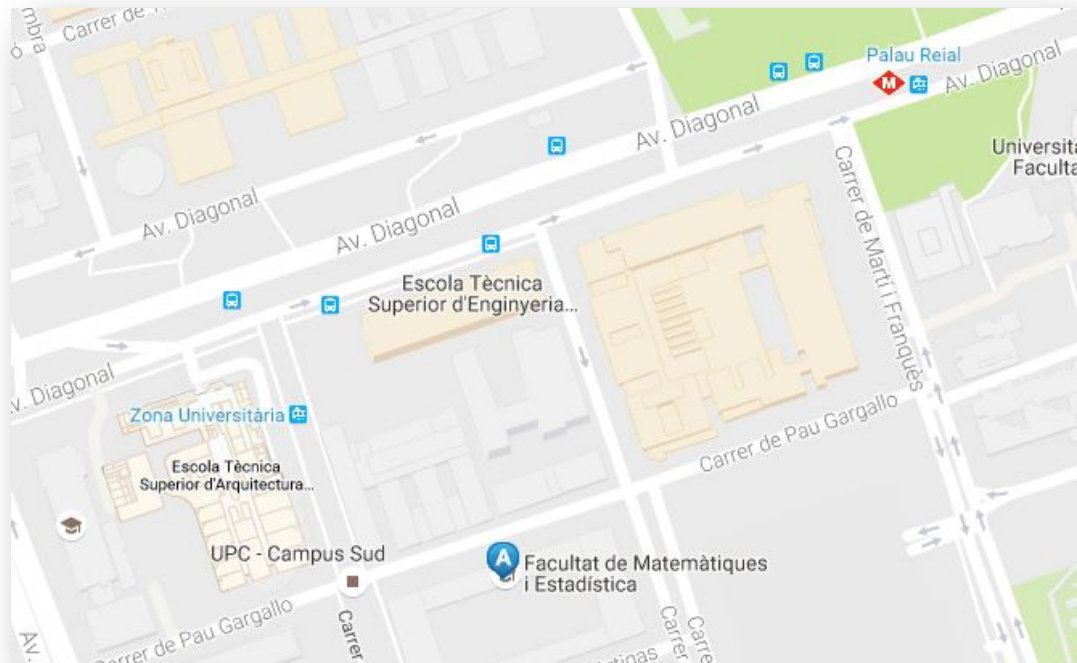 Carrer de
Palau Reial
M
Av. Diagonal
Av. Diagonal
Av. Diagonal
Av. Diagonal
Universita
Faculta
Carrer de Martí i Franquès
Escola Tècnica
Superior d'Enginyeria...
Av. Diagonal
Zona Universitària
Carrer de Pau Gargallo
Escola Tècnica
Superior d'Arquitectura...
UPC - Campus Sud
A
Facultat de Matemàtiques
i Estadística
Carrer de Pau Gargallo
Carrer
Carrer
Av.